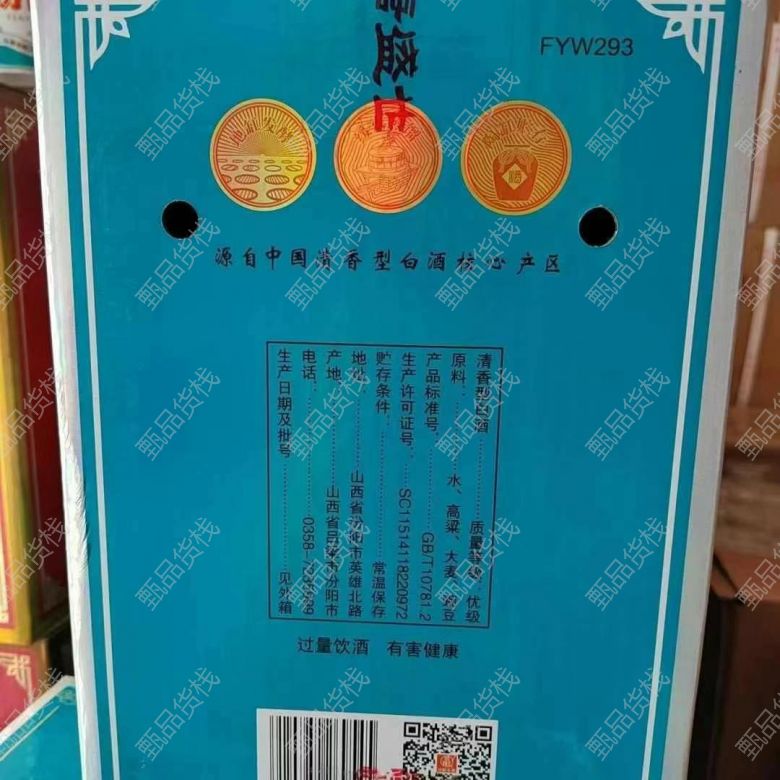 FYW293
源自中国清香型白酒核心产区
清香型白酒 质量等级：优级
原料： 水、高粱、大麦、豌豆
产品标准号： GB/T10781.2
生产许可证号： SC11514118220972
贮存条件： 常温保存
地址： 山西省汾阳市英雄北路
产地： 山西省吕梁市汾阳市
电话： 0358-
生产日期及批号 见外箱
过量饮酒 有害健康
甄品货栈